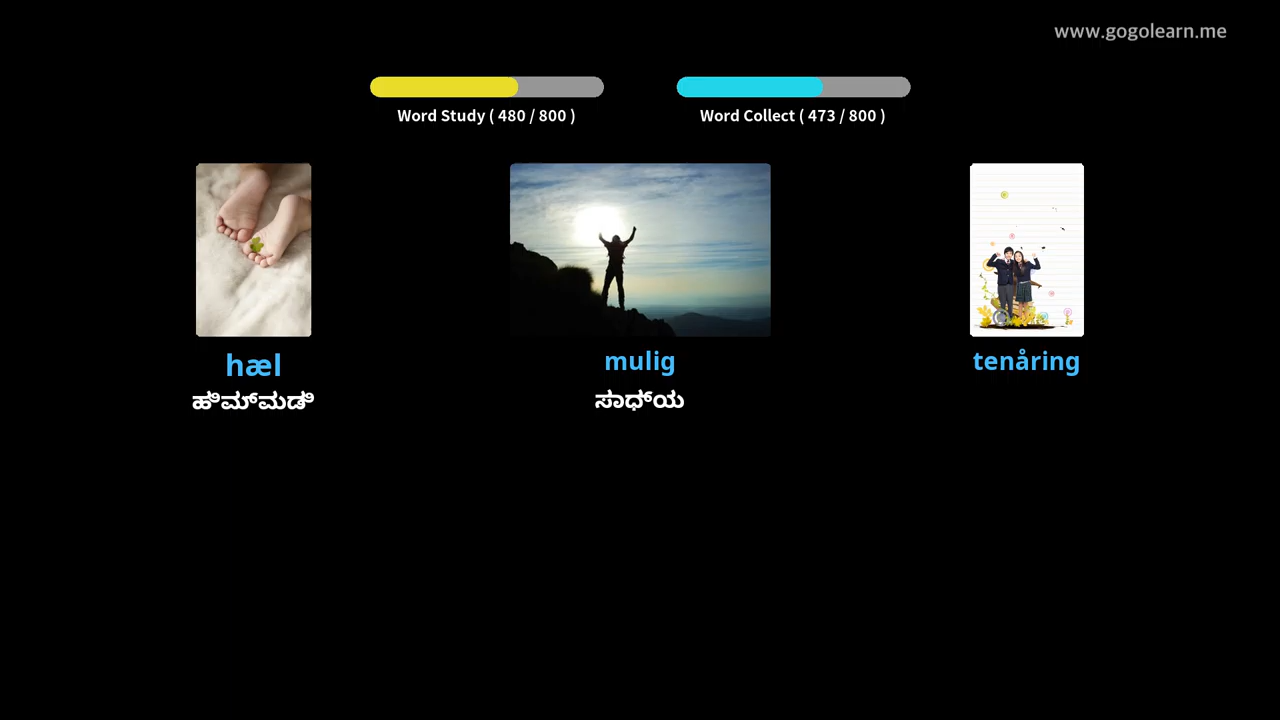 www.gogolearn.me
Word Study ( 480 / 800 )
Word Collect ( 473 / 800 )
hæl
ಹಿಮ್ಮಡಿ
mulig
ಸಾಧ್ಯ
tenåring